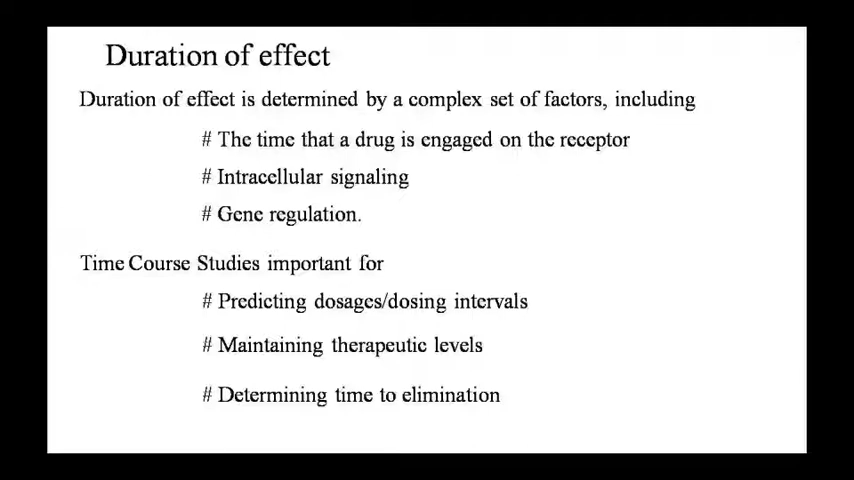 Duration of effect
Duration of effect is determined by a complex set of factors, including
# The time that a drug is engaged on the receptor
# Intracellular signaling
# Gene regulation.
Time Course Studies important for
# Predicting dosages/dosing intervals
# Maintaining therapeutic levels
# Determining time to elimination